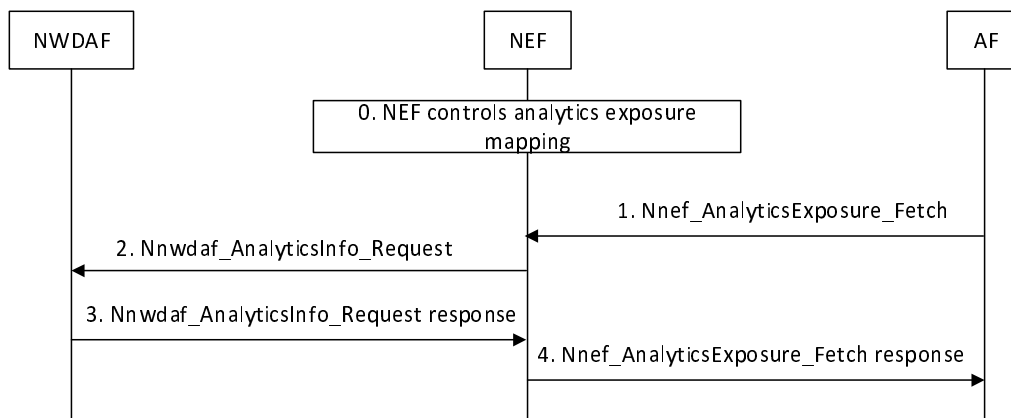 NWDAF
NEF
AF
0. NEF controls analytics exposure
mapping
1. Nnef_AnalyticsExposure_Fetch
2. Nnwdaf_AnalyticsInfo_Request
3. Nnwdaf_AnalyticsInfo_Request response
4. Nnef_AnalyticsExposure_Fetch response